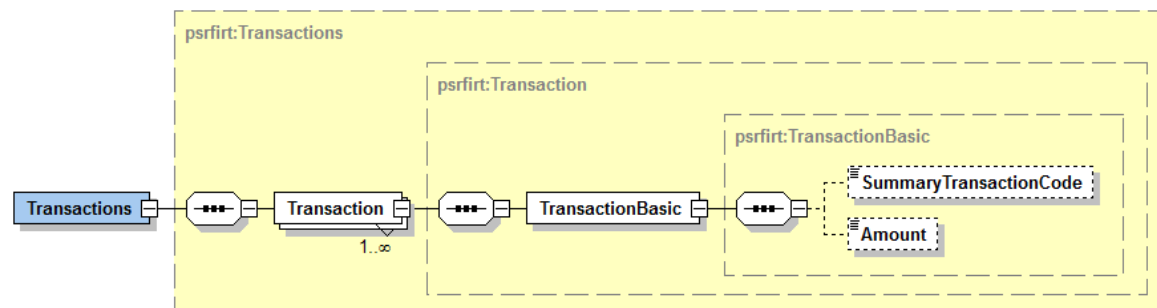 psrfirt:Transactions
psrfirt:Transaction
psrfirt:TransactionBasic
SummaryTransactionCode
Transactions
Transaction
TransactionBasic
Amount
1..∞